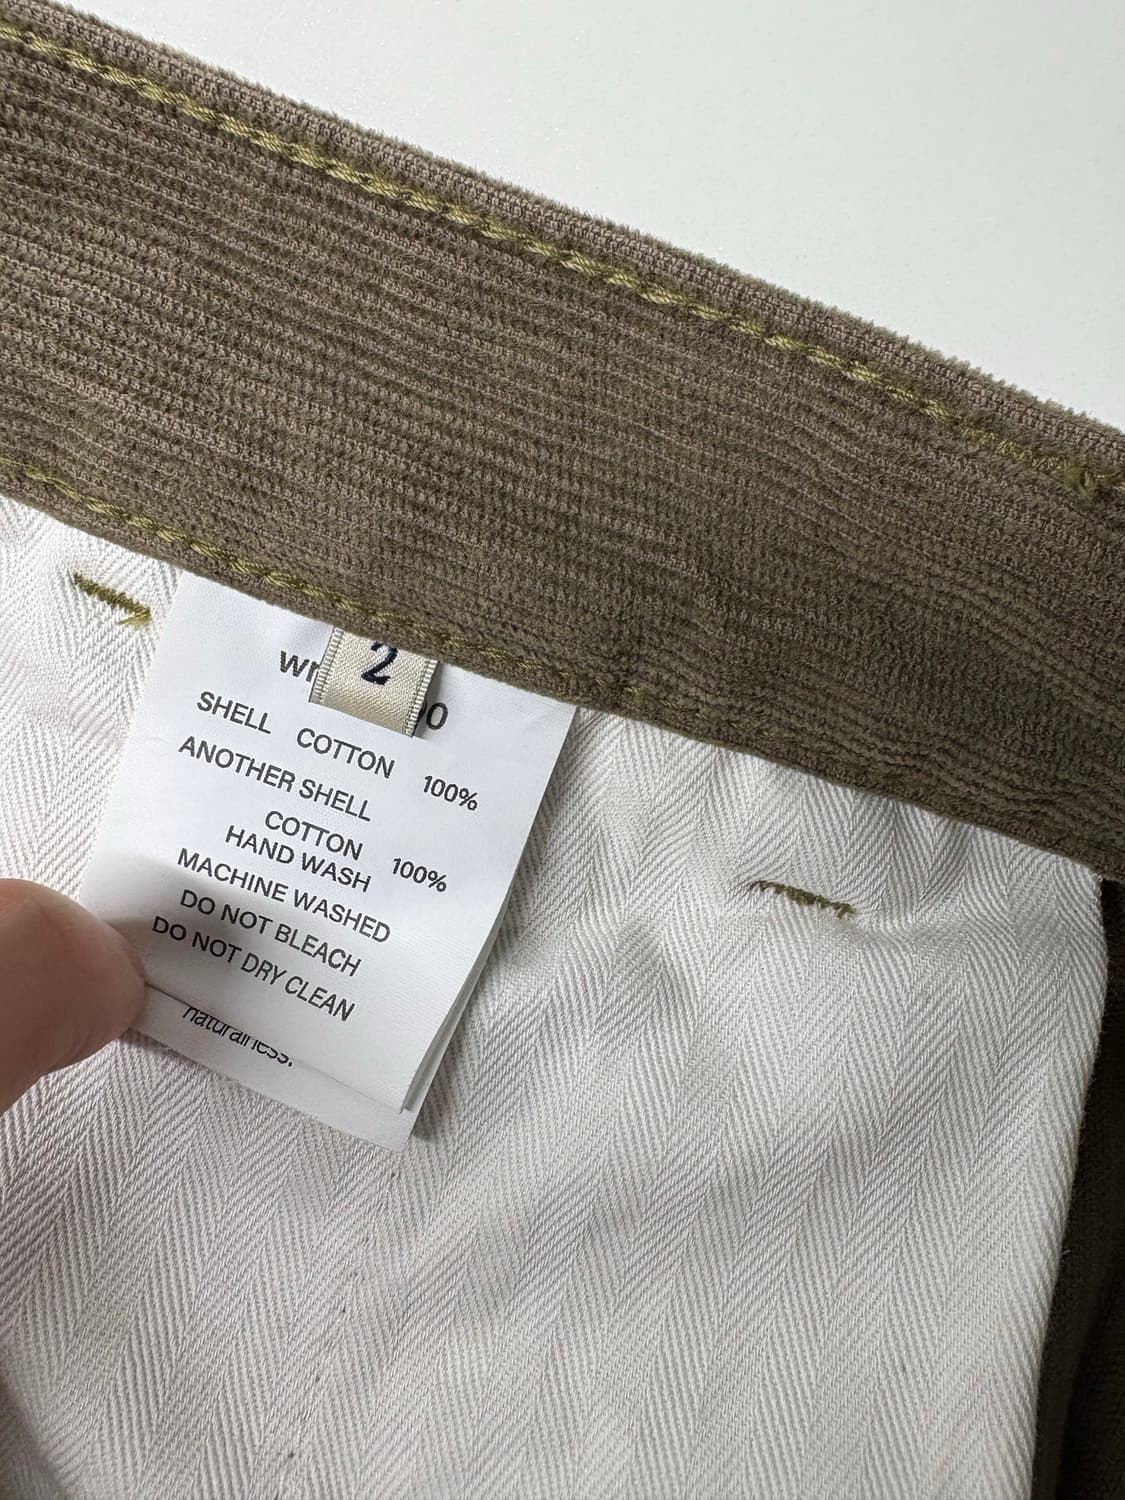 2
SHELL COTTON 100%
ANOTHER SHELL
COTTON 100%
HAND WASH
MACHINE WASHED
DO NOT BLEACH
DO NOT DRY CLEAN
naturalness.